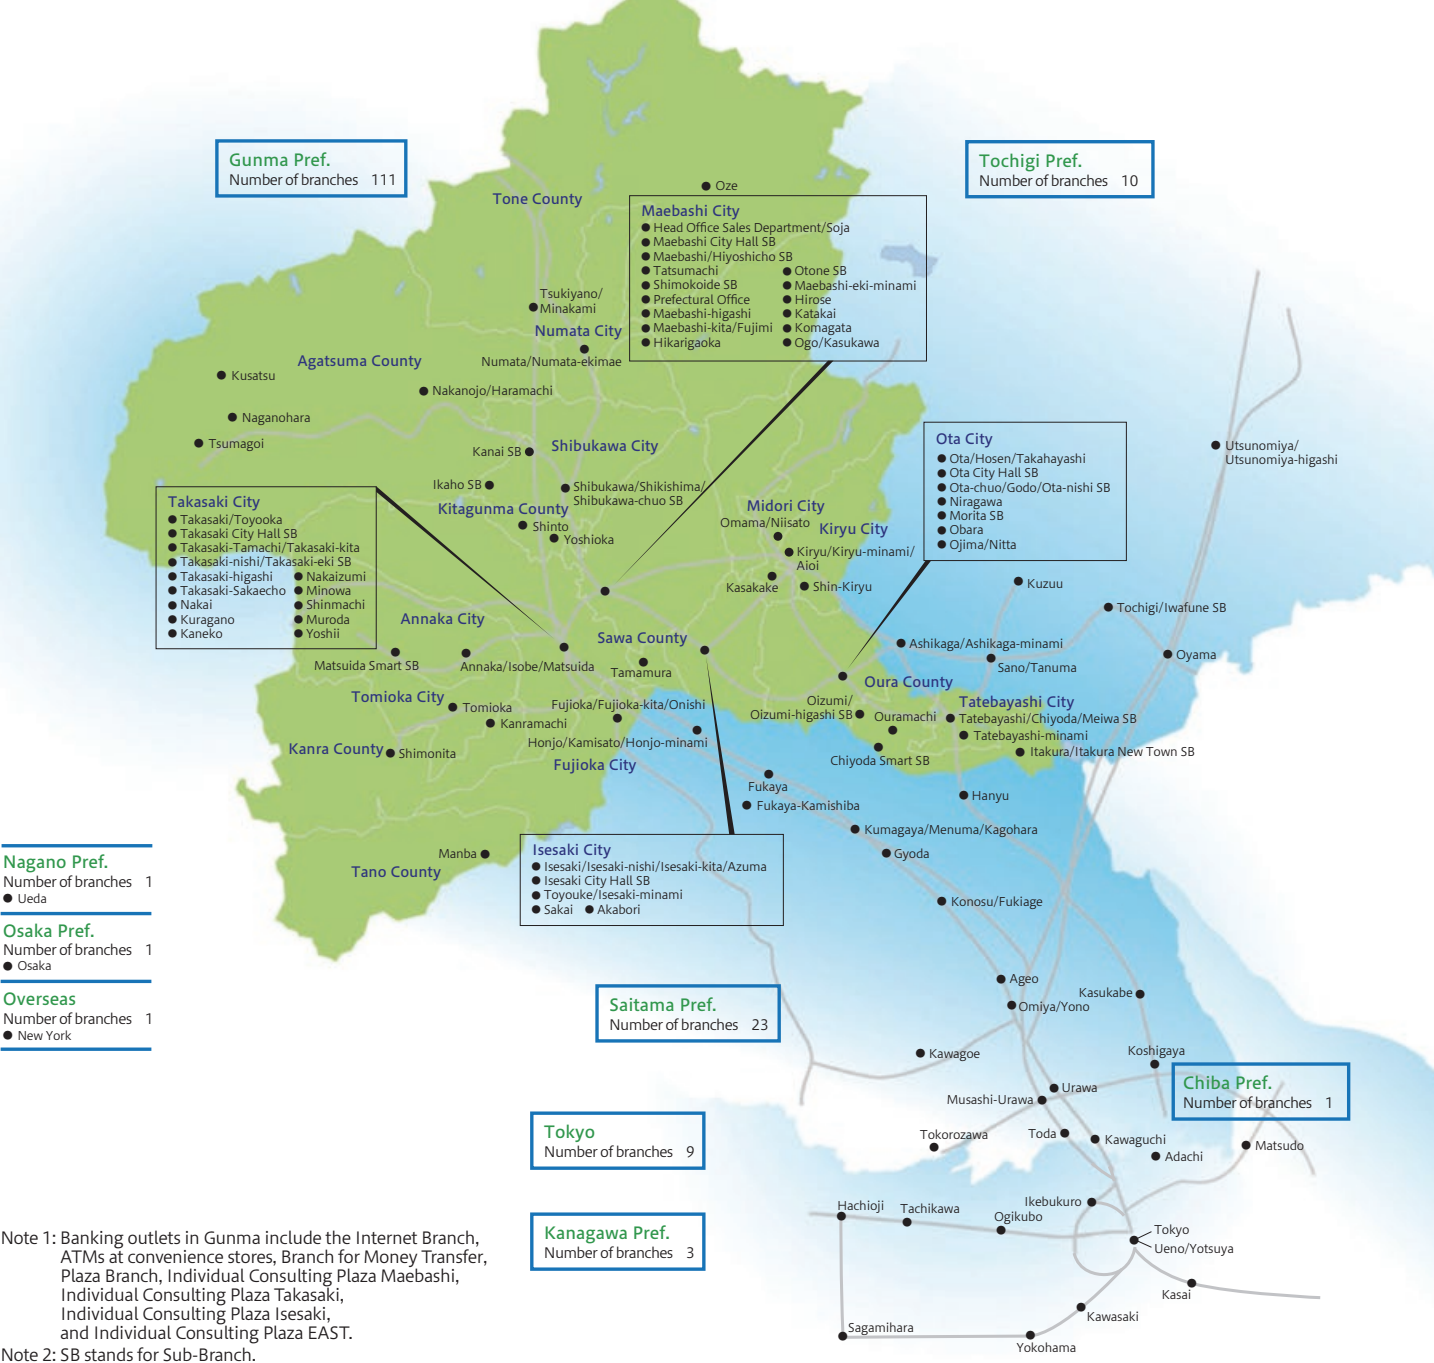 Gunma Pref.
Number of branches 111
Tochigi Pref.
Number of branches 10
Tone County
Oze
Maebashi City
Head Office Sales Department/Soja
Maebashi City Hall SB
Maebashi/Hiyoshicho SB
Tatsumachi
Shimokoide SB
Prefectural Office
Maebashi-higashi
Maebashi-kita/Fujimi
Hikarigaoka
Otone SB
Maebashi-eki-minami
Hirose
Katakai
Komagata
Ogo/Kasukawa
Tsukiyano/
Minakami
Numata City
Numata/Numata-ekimae
Agatsuma County
Kusatsu
Nakanojo/Haramachi
Naganohara
Tsumagoi
Kanai SB
Shibukawa City
Ikaho SB
Shibukawa/Shikishima/
Shibukawa-chuo SB
Kitagunma County
Shinto
Yoshioka
Takasaki City
Takasaki/Toyooka
Takasaki City Hall SB
Takasaki-Tamachi/Takasaki-kita
Takasaki-nishi/Takasaki-eki SB
Takasaki-higashi
Takasaki-Sakaecho
Nakai
Kuragano
Kaneko
Nakaizumi
Minowa
Shinmachi
Muroda
Yoshii
Midori City
Omama/Niisato
Kiryu City
Kiryu/Kiryu-minami/
Aioi
Kasakake
Shin-Kiryu
Ota City
Ota/Hosen/Takahayashi
Ota City Hall SB
Ota-chuo/Godo/Ota-nishi SB
Niragawa
Morita SB
Obara
Ojima/Nitta
Utsunomiya/
Utsunomiya-higashi
Kuzuu
Tochigi/Iwafune SB
Ashikaga/Ashikaga-minami
Sano/Tanuma
Oyama
Annaka City
Matsuida Smart SB
Annaka/Isobe/Matsuida
Sawa County
Tamamura
Tomioka City
Tomioka
Kanramachi
Fujioka/Fujioka-kita/Onishi
Honjo/Kamisato/Honjo-minami
Kanra County
Shimonita
Fujioka City
Oura County
Oizumi/
Oizumi-higashi SB
Ouramachi
Chiyoda Smart SB
Tatebayashi City
Tatebayashi/Chiyoda/Meiwa SB
Tatebayashi-minami
Itakura/Itakura New Town SB
Fukaya
Fukaya-Kamishiba
Hanyu
Kumagaya/Menuma/Kagohara
Gyoda
Tano County
Manba
Isesaki City
Isesaki/Isesaki-nishi/Isesaki-kita/Azuma
Isesaki City Hall SB
Toyouke/Isesaki-minami
Sakai
Akabori
Konosu/Fukiage
Nagano Pref.
Number of branches 1
Ueda
Osaka Pref.
Number of branches 1
Osaka
Overseas
Number of branches 1
New York
Saitama Pref.
Number of branches 23
Ageo
Kasukabe
Omiya/Yono
Kawagoe
Koshigaya
Urawa
Musashi-Urawa
Chiba Pref.
Number of branches 1
Tokyo
Number of branches 9
Tokorozawa
Toda
Kawaguchi
Adachi
Matsudo
Kanagawa Pref.
Number of branches 3
Hachioji
Tachikawa
Ogikubo
Ikebukuro
Tokyo
Ueno/Yotsuya
Kasai
Kawasaki
Sagamihara
Yokohama
Note 1: Banking outlets in Gunma include the Internet Branch,
ATMs at convenience stores, Branch for Money Transfer,
Plaza Branch, Individual Consulting Plaza Maebashi,
Individual Consulting Plaza Takasaki,
Individual Consulting Plaza Isesaki,
and Individual Consulting Plaza EAST.
Note 2: SB stands for Sub-Branch.